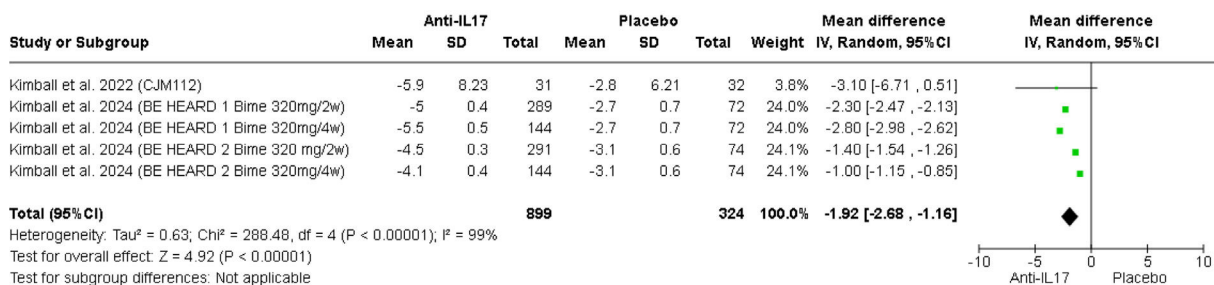 Anti-IL17 Placebo Mean difference Mean difference
Study or Subgroup Mean SD Total Mean SD Total Weight IV, Random, 95%CI IV, Random, 95%CI
Kimball et al. 2022 (CJM112) -5.9 8.23 31 -2.8 6.21 32 3.8% -3.10 [-6.71 , 0.51]
Kimball et al. 2024 (BE HEARD 1 Bime 320mg/2w) -5 0.4 289 -2.7 0.7 72 24.0% -2.30 [-2.47 , -2.13]
Kimball et al. 2024 (BE HEARD 1 Bime 320mg/4w) -5.5 0.5 144 -2.7 0.7 72 24.0% -2.80 [-2.98 , -2.62]
Kimball et al. 2024 (BE HEARD 2 Bime 320 mg/2w) -4.5 0.3 291 -3.1 0.6 74 24.1% -1.40 [-1.54 , -1.26]
Kimball et al. 2024 (BE HEARD 2 Bime 320mg/4w) -4.1 0.4 144 -3.1 0.6 74 24.1% -1.00 [-1.15 , -0.85]
Total (95%CI) 899 324 100.0% -1.92 [-2.68 , -1.16]
Heterogeneity: Tau² = 0.63; Chi² = 288.48, df = 4 (P < 0.00001); I² = 99%
Test for overall effect: Z = 4.92 (P < 0.00001)
Test for subgroup differences: Not applicable
-10 -5 0 5 10
Anti-IL17 Placebo